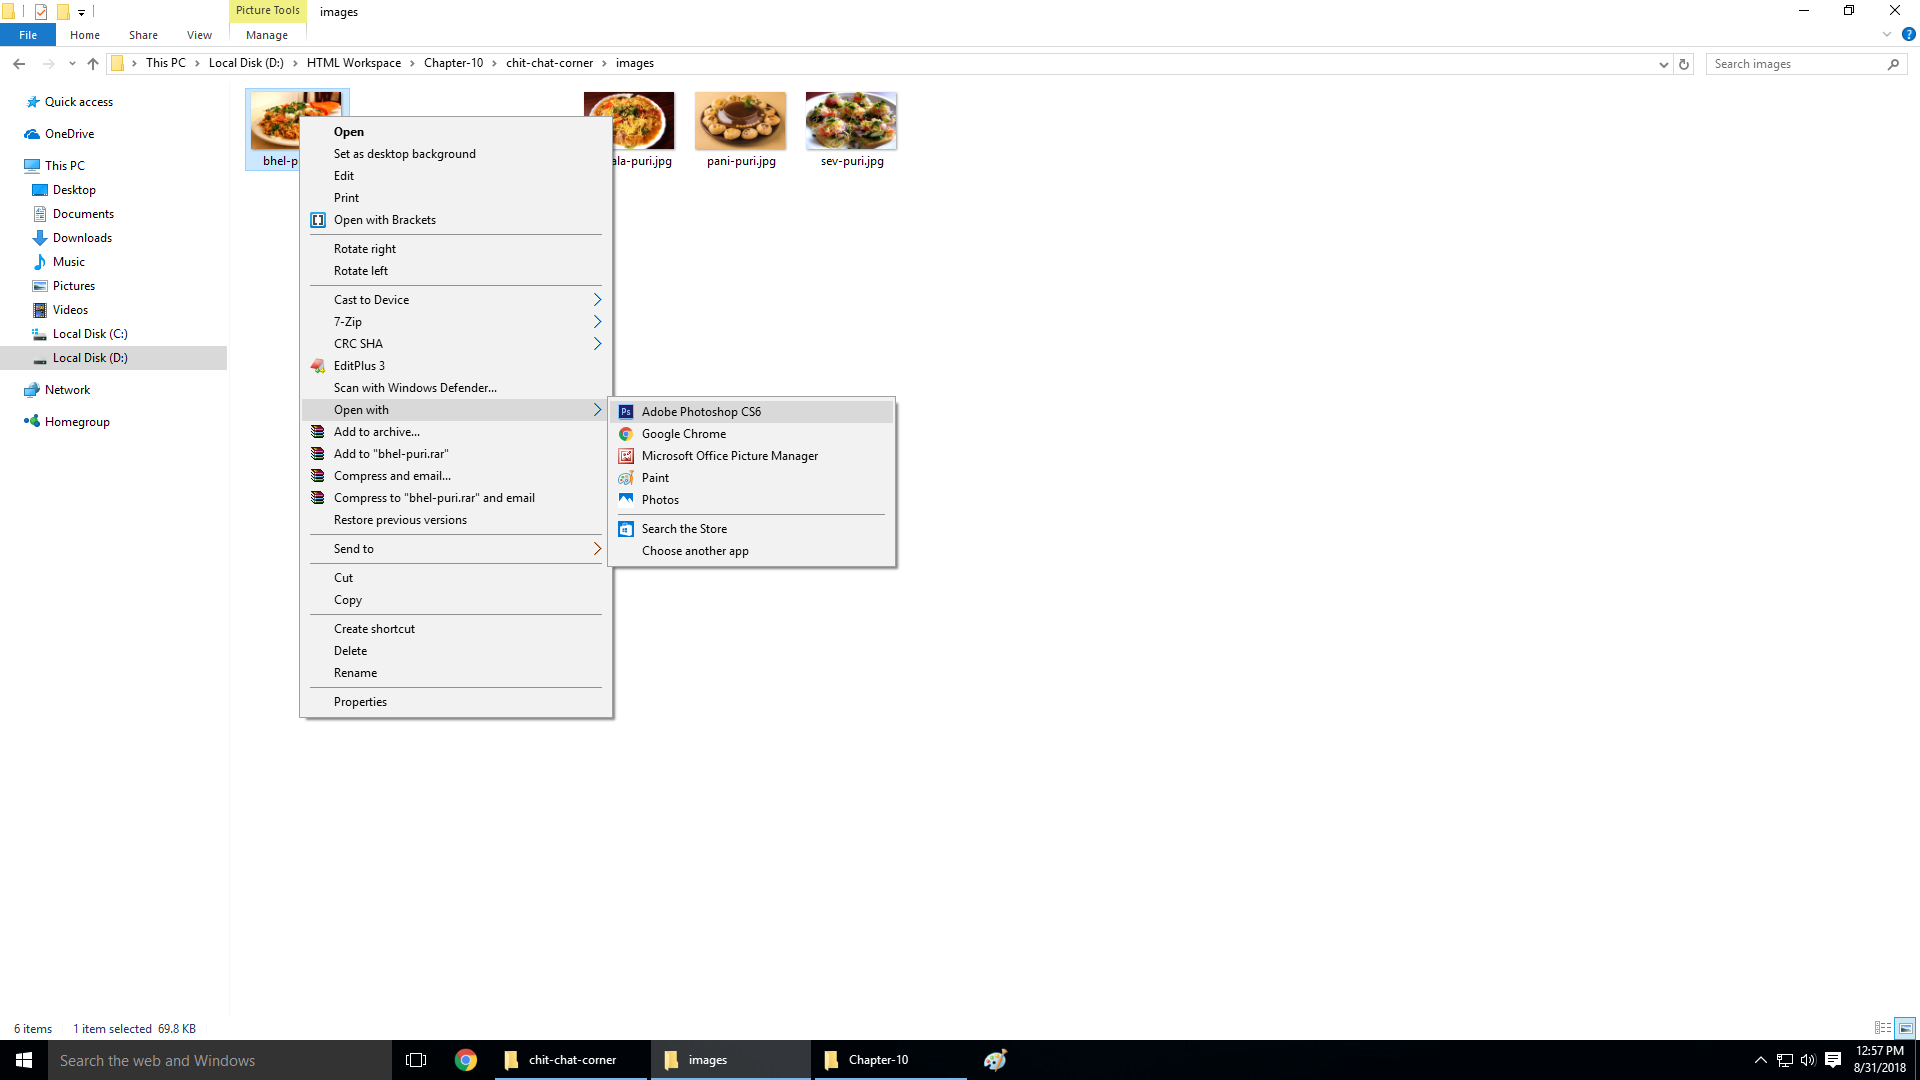 Picture Tools
images
File
Home
Share
View
Manage
This PC
Local Disk (D:)
HTML Workspace
Chapter-10
chit-chat-corner
images
Search images
Quick access
OneDrive
This PC
Desktop
Documents
Downloads
Music
Pictures
Videos
Local Disk (C:)
Local Disk (D:)
Network
Homegroup
bhel-p
ala-puri.jpg
pani-puri.jpg
sev-puri.jpg
Open
Set as desktop background
Edit
Print
Open with Brackets
Rotate right
Rotate left
Cast to Device
7-Zip
CRC SHA
EditPlus 3
Scan with Windows Defender...
Open with
Add to archive...
Add to "bhel-puri.rar"
Compress and email...
Compress to "bhel-puri.rar" and email
Restore previous versions
Send to
Cut
Copy
Create shortcut
Delete
Rename
Properties
Ps Adobe Photoshop CS6
Google Chrome
Microsoft Office Picture Manager
Paint
Photos
Search the Store
Choose another app
6 items
1 item selected 69.8 KB
Search the web and Windows
chit-chat-corner
images
Chapter-10
12:57 PM
8/31/2018